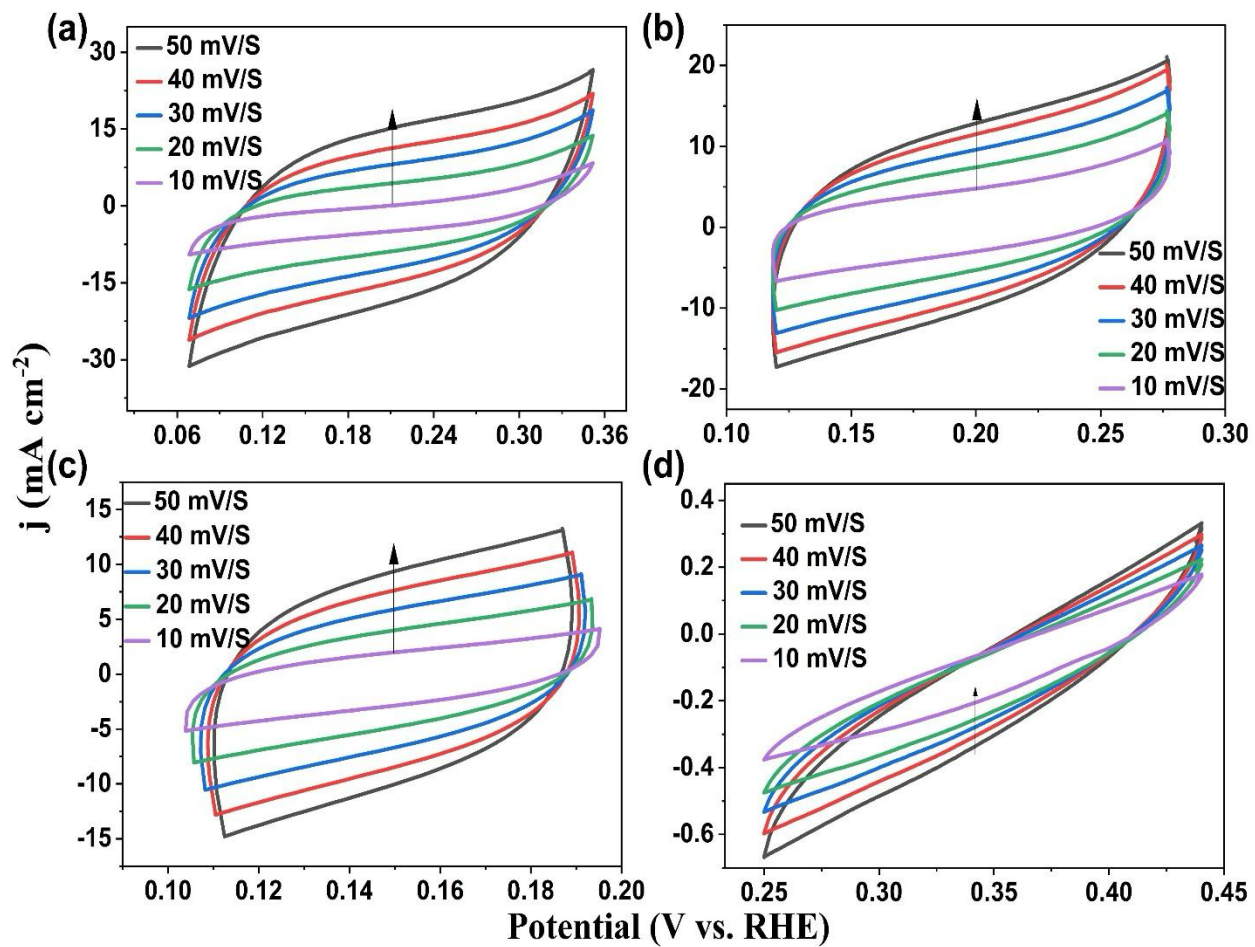 (a)
50 mV/S
40 mV/S
30 mV/S
20 mV/S
10 mV/S
30
15
0
-15
-30
0.06 0.12 0.18 0.24 0.30 0.36
(b)
20
10
0
-10
-20
50 mV/S
40 mV/S
30 mV/S
20 mV/S
10 mV/S
0.10 0.15 0.20 0.25 0.30
j (mA cm⁻²)
(c)
50 mV/S
40 mV/S
30 mV/S
20 mV/S
10 mV/S
15
10
5
0
-5
-10
-15
0.10 0.12 0.14 0.16 0.18 0.20
(d)
50 mV/S
40 mV/S
30 mV/S
20 mV/S
10 mV/S
0.4
0.2
0.0
-0.2
-0.4
-0.6
0.25 0.30 0.35 0.40 0.45
Potential (V vs. RHE)